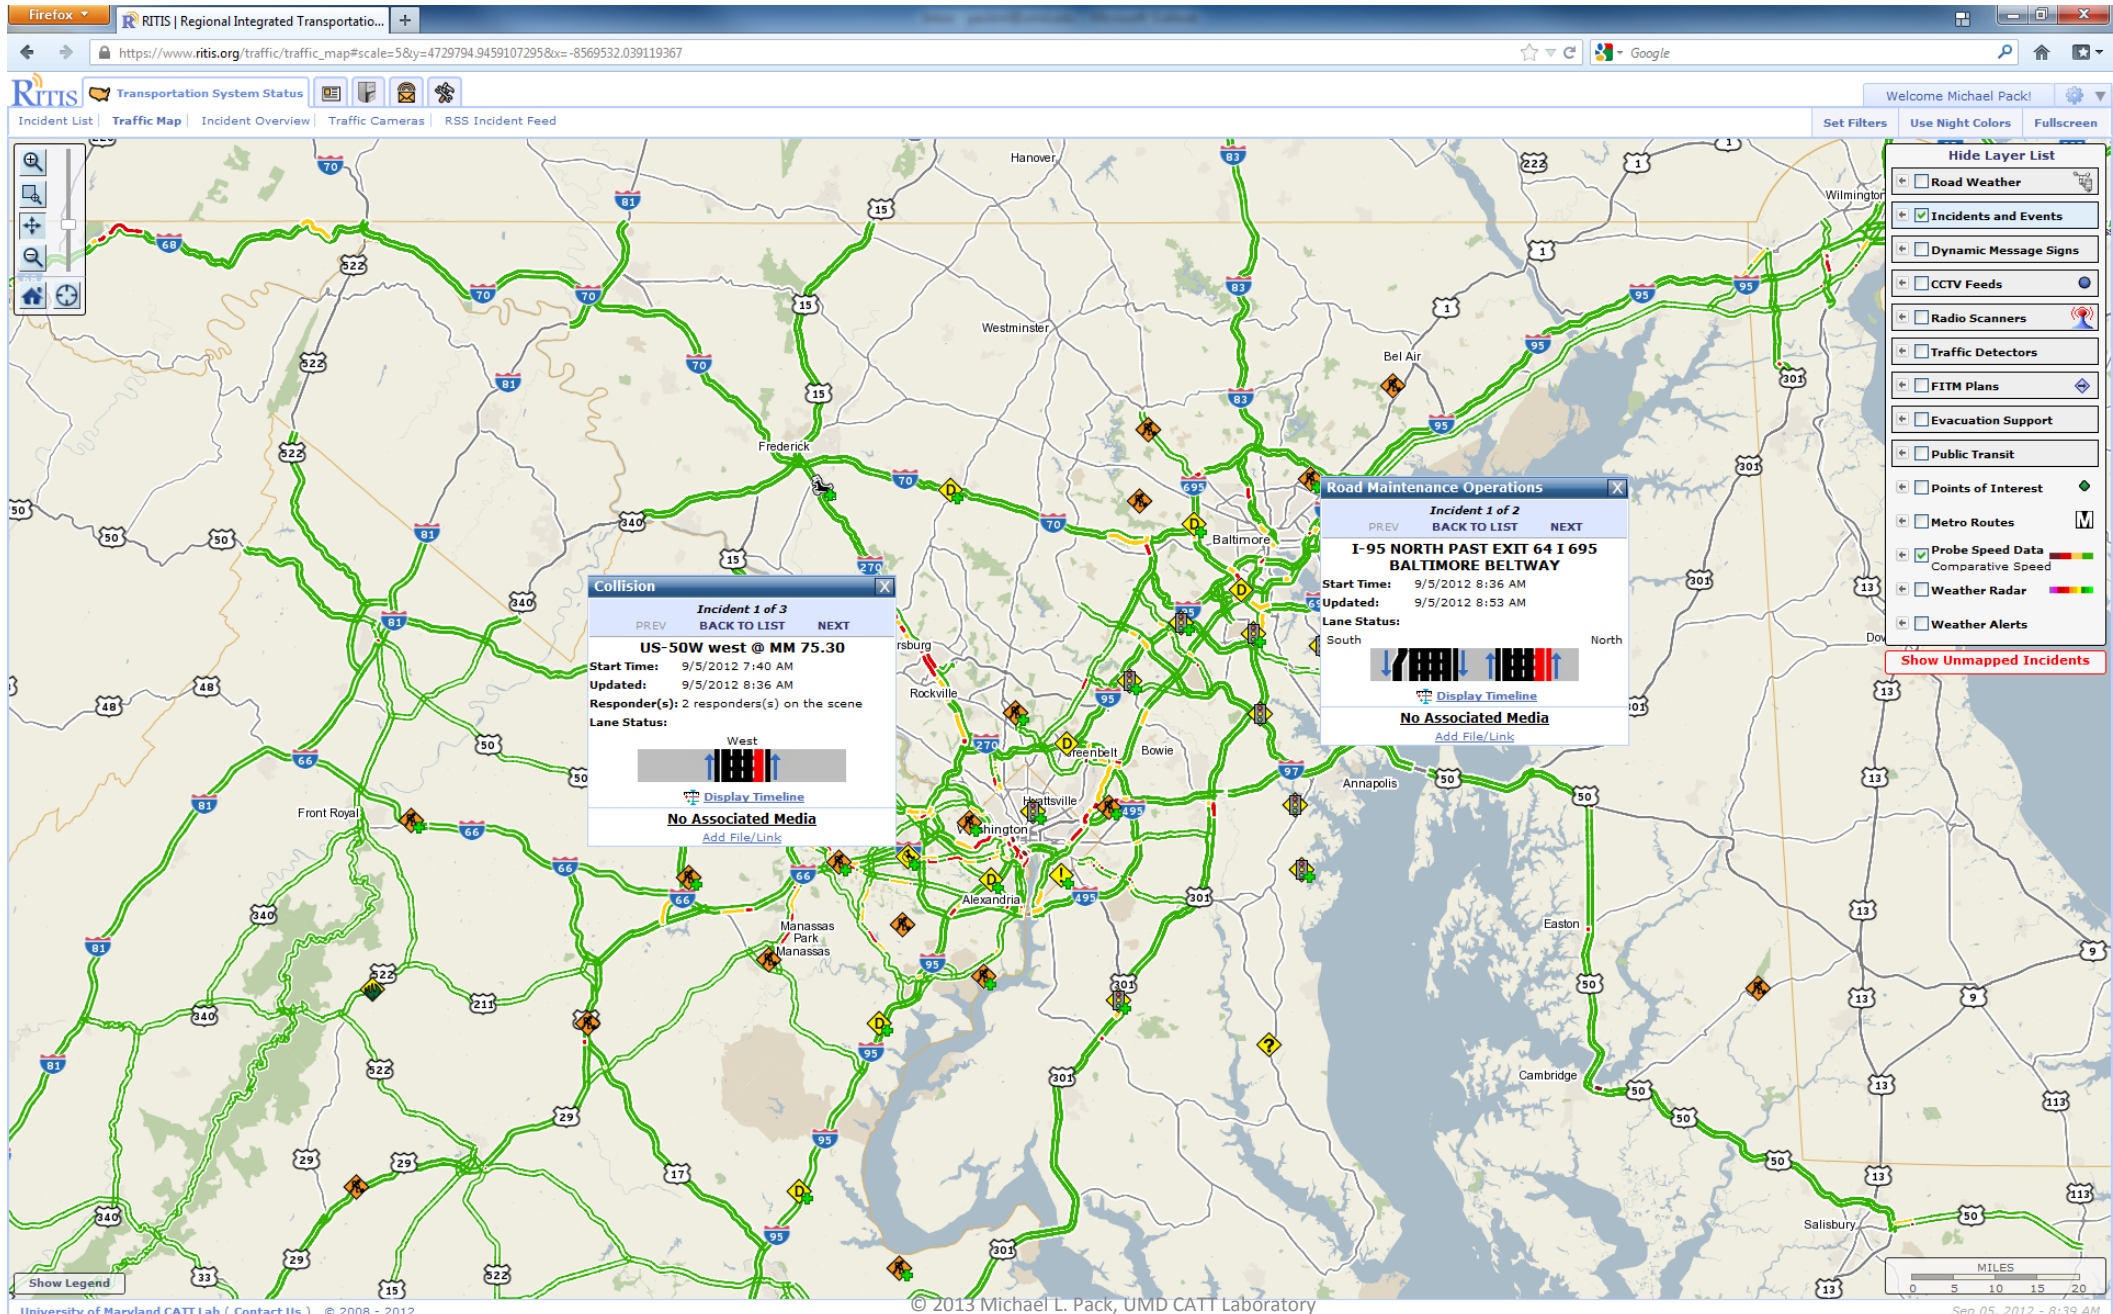 Firefox
RITIS | Regional Integrated Transportatio...
https://www.ritis.org/traffic/traffic_map#scale=5&y=4729794.9459107295&x=-8569532.039119367
Google
RITIS
Transportation System Status
Welcome Michael Pack!
Incident List
Traffic Map
Incident Overview
Traffic Cameras
RSS Incident Feed
Set Filters
Use Night Colors
Fullscreen
Hide Layer List
Road Weather
Incidents and Events
Dynamic Message Signs
CCTV Feeds
Radio Scanners
Traffic Detectors
FITM Plans
Evacuation Support
Public Transit
Points of Interest
Metro Routes
Probe Speed Data
Comparative Speed
Weather Radar
Weather Alerts
Show Unmapped Incidents
Hanover
Wilmington
Westminster
Bel Air
Frederick
Baltimore
Rockville
Greenbelt
Bowie
Hyattsville
Washington
Annapolis
Front Royal
Alexandria
Manassas
Park
Manassas
Easton
Cambridge
Salisbury
Collision
X
Incident 1 of 3
PREV BACK TO LIST NEXT
US-50W west @ MM 75.30
Start Time: 9/5/2012 7:40 AM
Updated: 9/5/2012 8:36 AM
Responder(s): 2 responders(s) on the scene
Lane Status:
West
Display Timeline
No Associated Media
Add File/Link
Road Maintenance Operations
X
Incident 1 of 2
PREV BACK TO LIST NEXT
I-95 NORTH PAST EXIT 64 I 695
BALTIMORE BELTWAY
Start Time: 9/5/2012 8:36 AM
Updated: 9/5/2012 8:53 AM
Lane Status:
South North
Display Timeline
No Associated Media
Add File/Link
Show Legend
MILES
0 5 10 15 20
University of Maryland CATT Lab ( Contact Us ) © 2008 - 2012
© 2013 Michael L. Pack, UMD CATT Laboratory
Sep 05, 2012 - 8:39 AM